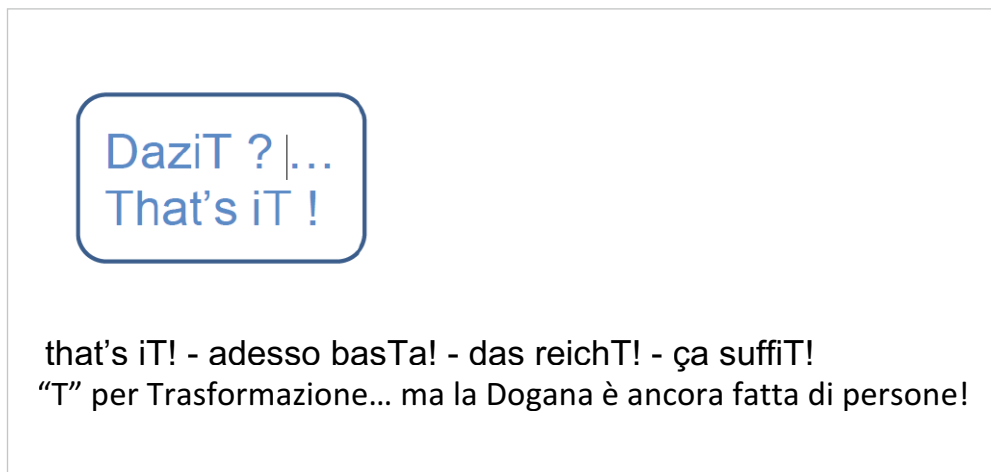 DaziT ? ...
That’s iT !
that’s iT! - adesso basTa! - das reichT! - ça suffiT!
“T” per Trasformazione… ma la Dogana è ancora fatta di persone!